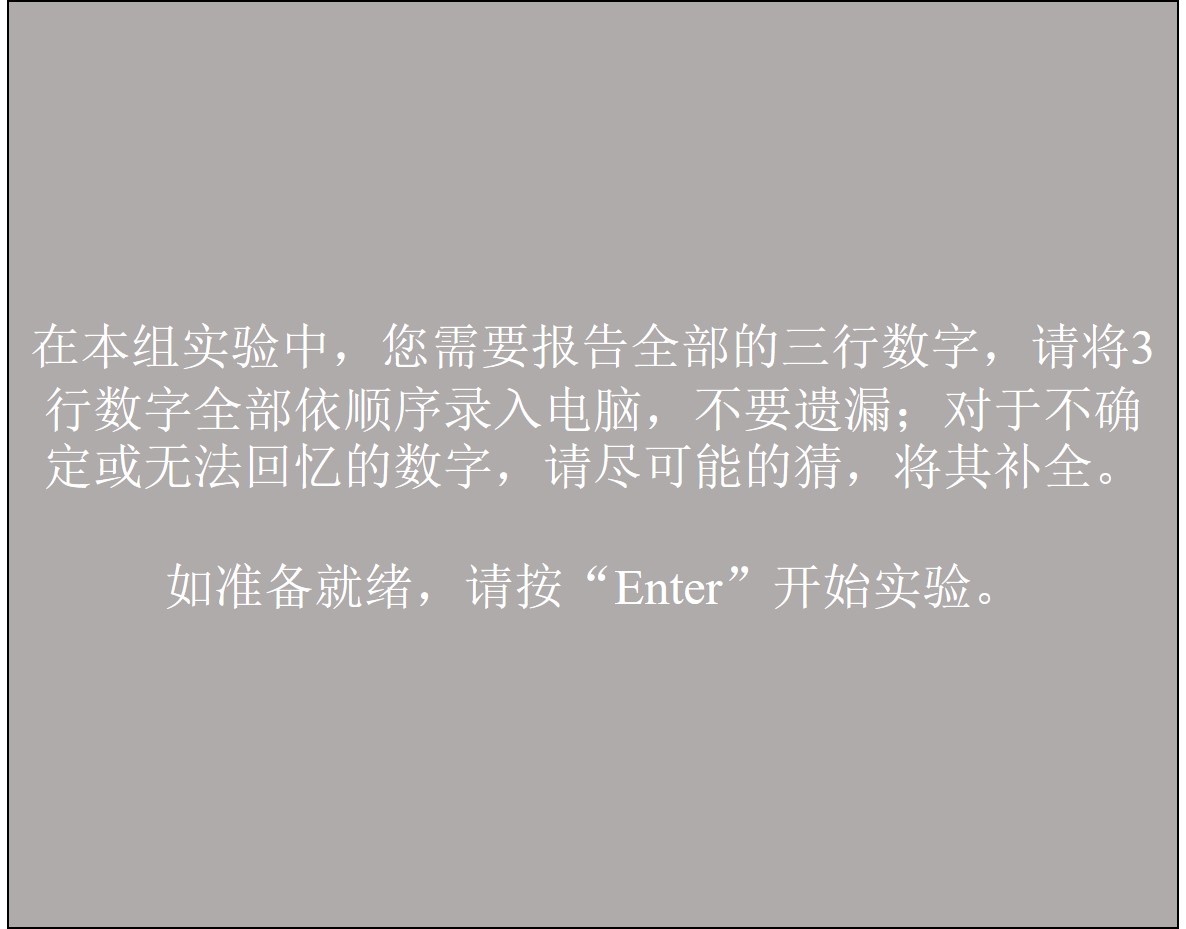 在本组实验中，您需要报告全部的三行数字，请将3
行数字全部依顺序录入电脑，不要遗漏；对于不确
定或无法回忆的数字，请尽可能的猜，将其补全。
如准备就绪，请按“Enter”开始实验。